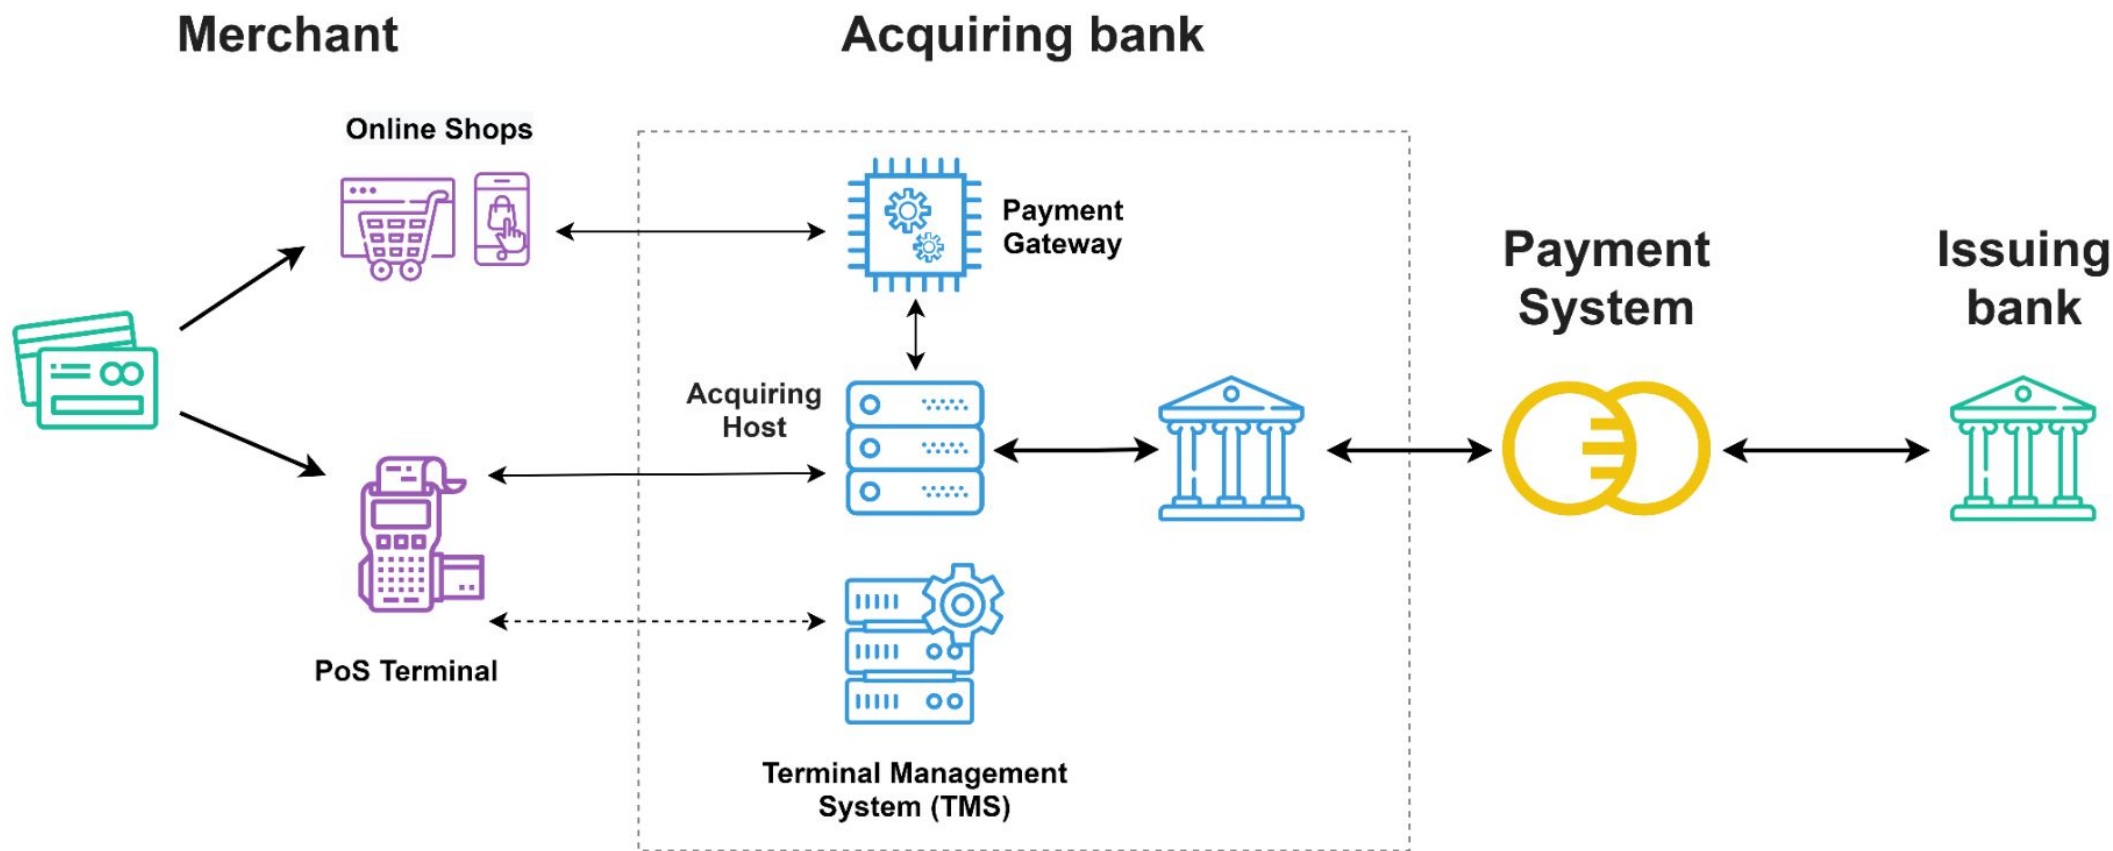 Merchant
Acquiring bank
Online Shops
Payment
Gateway
Payment
System
Issuing
bank
Acquiring
Host
PoS Terminal
Terminal Management
System (TMS)